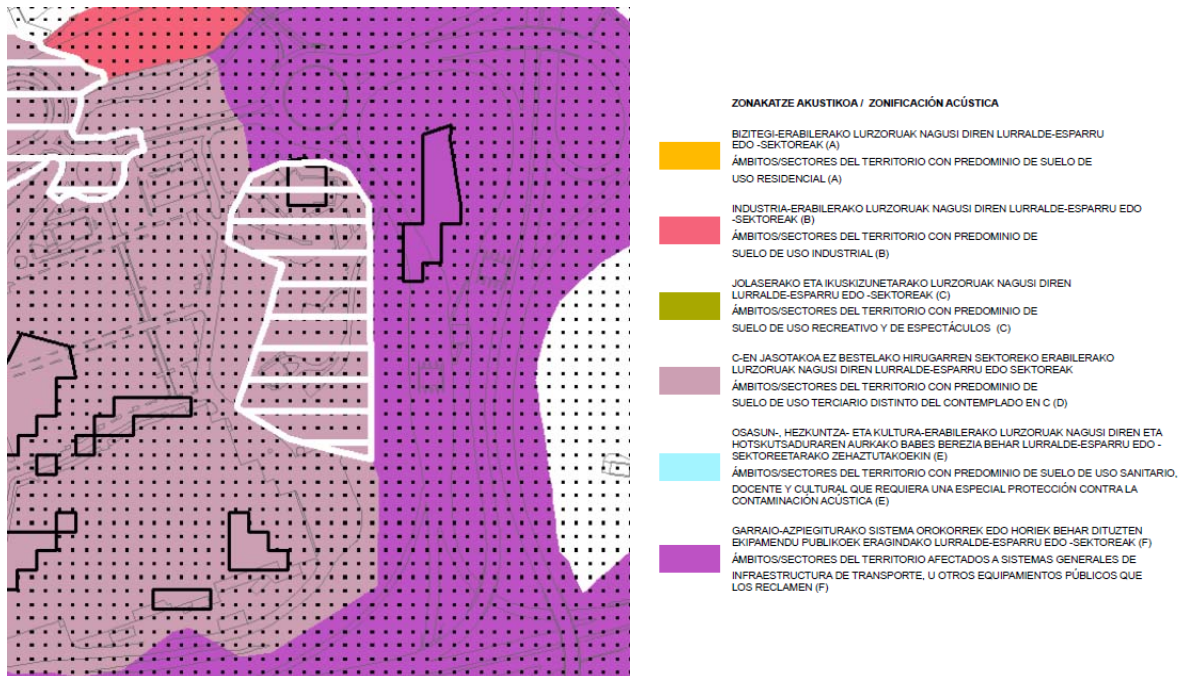 ZONAKATZE AKUSTIKOA / ZONIFICACIÓN ACÚSTICA
BIZITEGI-ERABILERAKO LURZORUAK NAGUSI DIREN LURRALDE-ESPARRU
EDO -SEKTOREAK (A)
ÁMBITOS/SECTORES DEL TERRITORIO CON PREDOMINIO DE SUELO DE
USO RESIDENCIAL (A)
INDUSTRIA-ERABILERAKO LURZORUAK NAGUSI DIREN LURRALDE-ESPARRU EDO
-SEKTOREAK (B)
ÁMBITOS/SECTORES DEL TERRITORIO CON PREDOMINIO DE
SUELO DE USO INDUSTRIAL (B)
JOLASERAKO ETA IKUSKIZUNETARAKO LURZORUAK NAGUSI DIREN
LURRALDE-ESPARRU EDO -SEKTOREAK (C)
ÁMBITOS/SECTORES DEL TERRITORIO CON PREDOMINIO DE
SUELO DE USO RECREATIVO Y DE ESPECTÁCULOS (C)
C-EN JASOTAKOA EZ BESTELAKO HIRUGARREN SEKTOREKO ERABILERAKO
LURZORUAK NAGUSI DIREN LURRALDE-ESPARRU EDO SEKTOREAK
ÁMBITOS/SECTORES DEL TERRITORIO CON PREDOMINIO DE
SUELO DE USO TERCIARIO DISTINTO DEL CONTEMPLADO EN C (D)
OSASUN-, HEZKUNTZA- ETA KULTURA-ERABILERAKO LURZORUAK NAGUSI DIREN ETA
HOTSKUTSADURAREN AURKAKO BABES BEREZIA BEHAR LURRALDE-ESPARRU EDO -
SEKTOREETARAKO ZEHAZTUTAKOEKIN (E)
ÁMBITOS/SECTORES DEL TERRITORIO CON PREDOMINIO DE SUELO DE USO SANITARIO,
DOCENTE Y CULTURAL QUE REQUIERA UNA ESPECIAL PROTECCIÓN CONTRA LA
CONTAMINACIÓN ACÚSTICA (E)
GARRAIO-AZPIEGITURAKO SISTEMA OROKORREK EDO HORIEK BEHAR DITUZTEN
EKIPAMENDU PUBLIKOEK ERAGINDAKO LURRALDE-ESPARRU EDO -SEKTOREAK (F)
ÁMBITOS/SECTORES DEL TERRITORIO AFECTADOS A SISTEMAS GENERALES DE
INFRAESTRUCTURA DE TRANSPORTE, U OTROS EQUIPAMIENTOS PÚBLICOS QUE
LOS RECLAMEN (F)